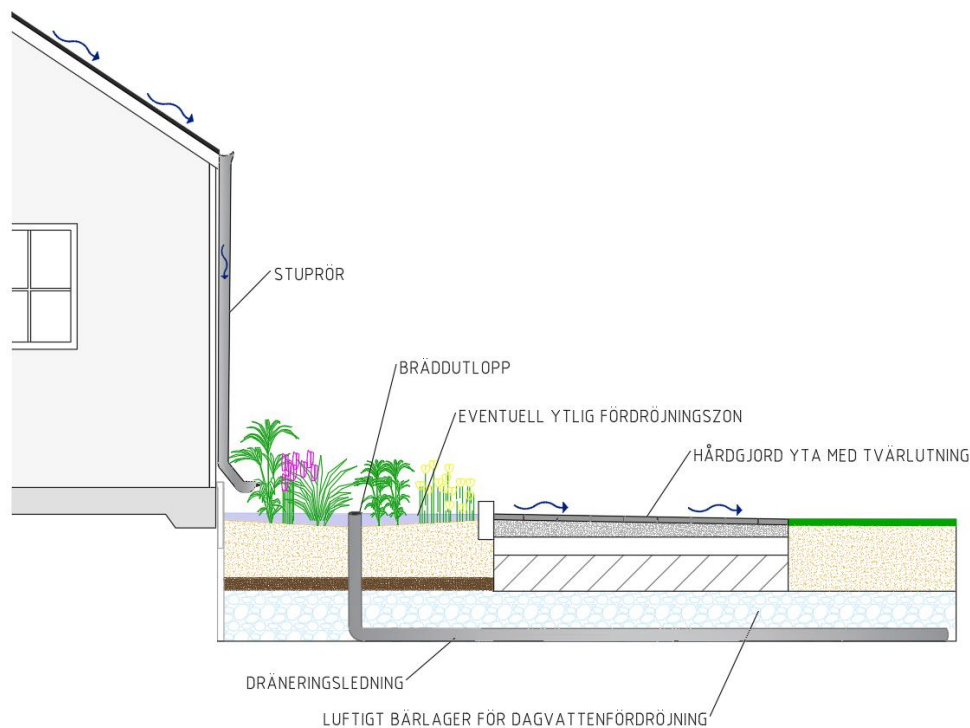 STUPRÖR
BRÄDDUTLOPP
EVENTUELL YTLIG FÖRDRÖJNINGSZON
HÅRDGJORD YTA MED TVÄRLUTNING
DRÄNERINGSLEDNING
LUFTIGT BÄRLAGER FÖR DAGVATTENFÖRDRÖJNING